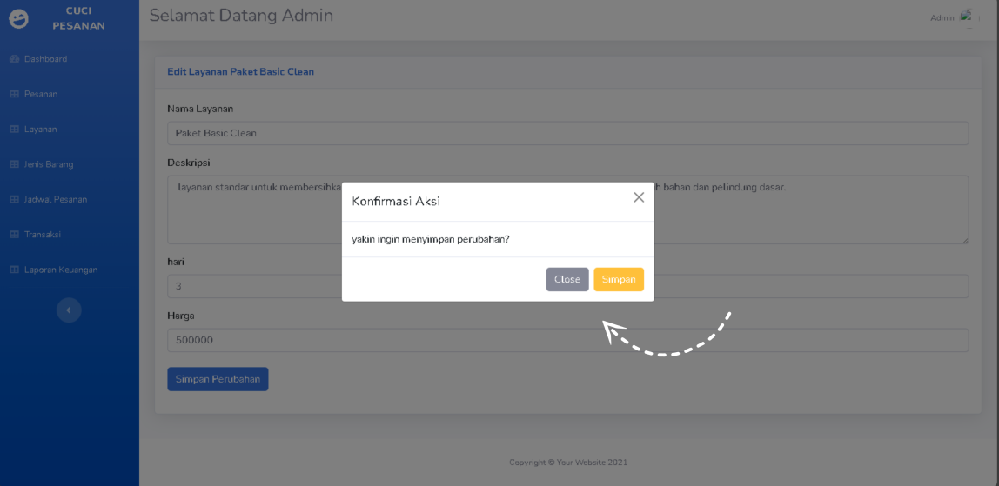 CUCI
PESANAN
Selamat Datang Admin
Admin
Dashboard
Pesanan
Layanan
Jenis Barang
Jadwal Pesanan
Transaksi
Laporan Keuangan
Edit Layanan Paket Basic Clean
Nama Layanan
Paket Basic Clean
Deskripsi
layanan standar untuk membersihka
h bahan dan pelindung dasar.
Konfirmasi Aksi
yakin ingin menyimpan perubahan?
Close Simpan
hari
3
Harga
500000
Simpan Perubahan
Copyright © Your Website 2021